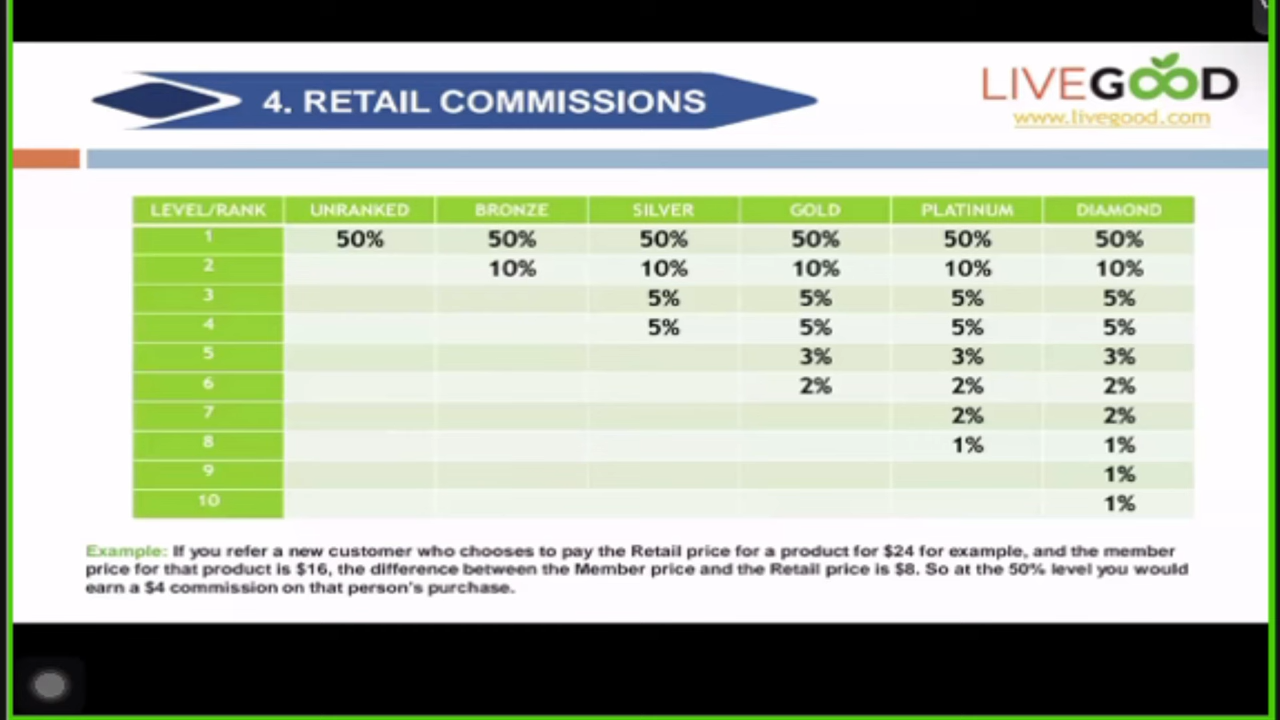 4. RETAIL COMMISSIONS
LIVEGOOD
www.livegood.com
LEVEL/RANK UNRANKED BRONZE SILVER GOLD PLATINUM DIAMOND
1 50% 50% 50% 50% 50% 50%
2 10% 10% 10% 10% 10%
3 5% 5% 5% 5%
4 5% 5% 5% 5%
5 3% 3% 3%
6 2% 2% 2%
7 2% 2%
8 1% 1%
9 1%
10 1%
Example: If you refer a new customer who chooses to pay the Retail price for a product for $24 for example, and the member
price for that product is $16, the difference between the Member price and the Retail price is $8. So at the 50% level you would
earn a $4 commission on that person's purchase.